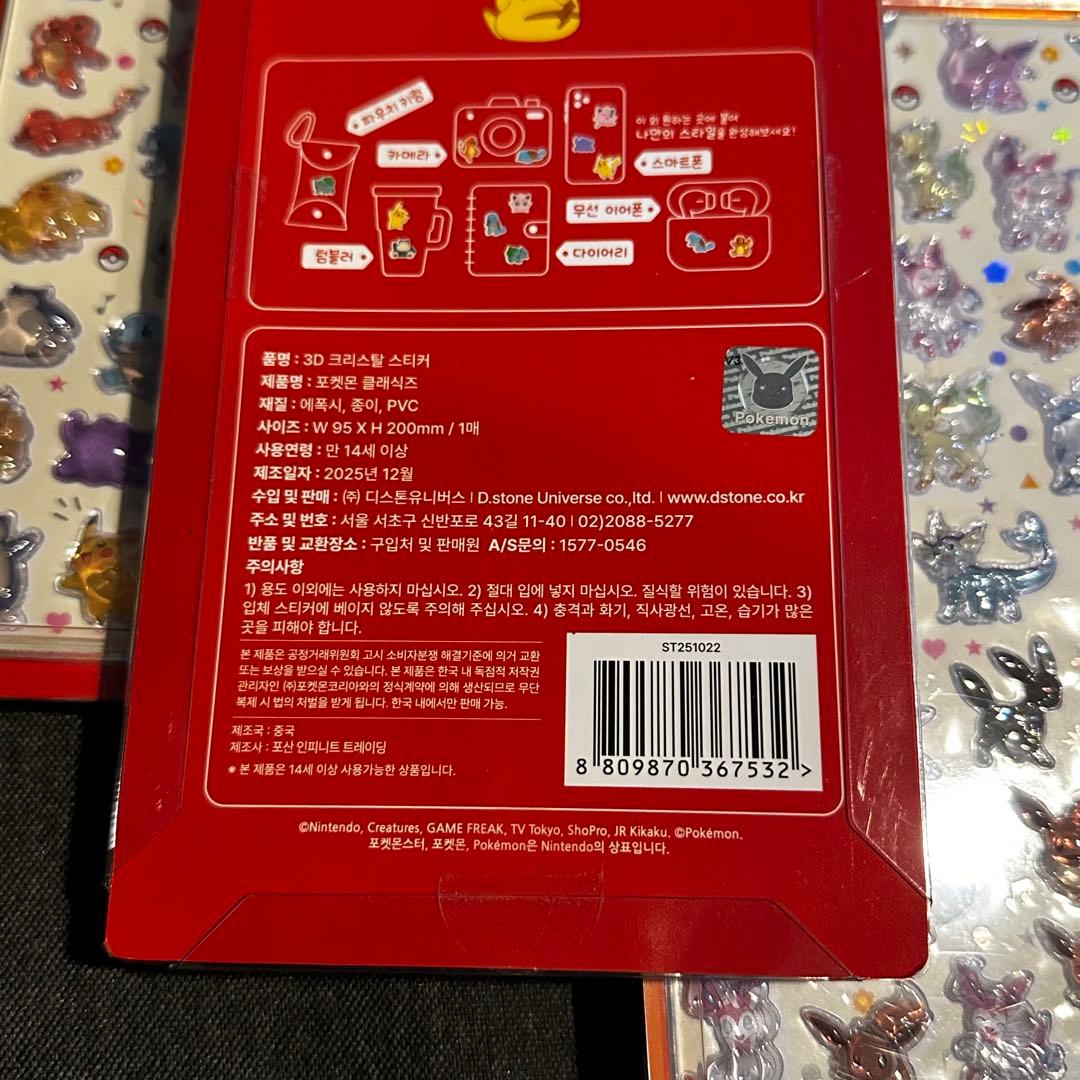 파우치 키링
카메라
이 외 원하는 곳에 붙여
나만의 스타일을 완성해보세요!
스마트폰
무선 이어폰
텀블러
다이어리
품명 : 3D 크리스탈 스티커
제품명 : 포켓몬 클래식즈
재질 : 에폭시, 종이, PVC
사이즈 : W 95 X H 200mm / 1매
사용연령 : 만 14세 이상
제조일자 : 2025년 12월
수입 및 판매 : ㈜ 디스톤유니버스 I D.stone Universe co.,ltd. I www.dstone.co.kr
주소 및 번호 : 서울 서초구 신반포로 43길 11-40 I 02)2088-5277
반품 및 교환장소 : 구입처 및 판매원 A/S문의 : 1577-0546
주의사항
1) 용도 이외에는 사용하지 마십시오. 2) 절대 입에 넣지 마십시오. 질식할 위험이 있습니다. 3)
입체 스티커에 베이지 않도록 주의해 주십시오. 4) 충격과 화기, 직사광선, 고온, 습기가 많은
곳을 피해야 합니다.
본 제품은 공정거래위원회 고시 소비자분쟁 해결기준에 의거 교환
또는 보상을 받으실 수 있습니다. 본 제품은 한국 내 독점적 저작권
관리자인 ㈜포켓몬코리아와의 정식계약에 의해 생산되므로 무단
복제 시 법의 처벌을 받게 됩니다. 한국 내에서만 판매 가능.
제조국 : 중국
제조사 : 포산 인피니트 트레이딩
※ 본 제품은 14세 이상 사용가능한 상품입니다.
V3
Pokémon
ST251022
8 809870 367532 >
©Nintendo, Creatures, GAME FREAK, TV Tokyo, ShoPro, JR Kikaku. ©Pokémon.
포켓몬스터, 포켓몬, Pokémon은 Nintendo의 상표입니다.